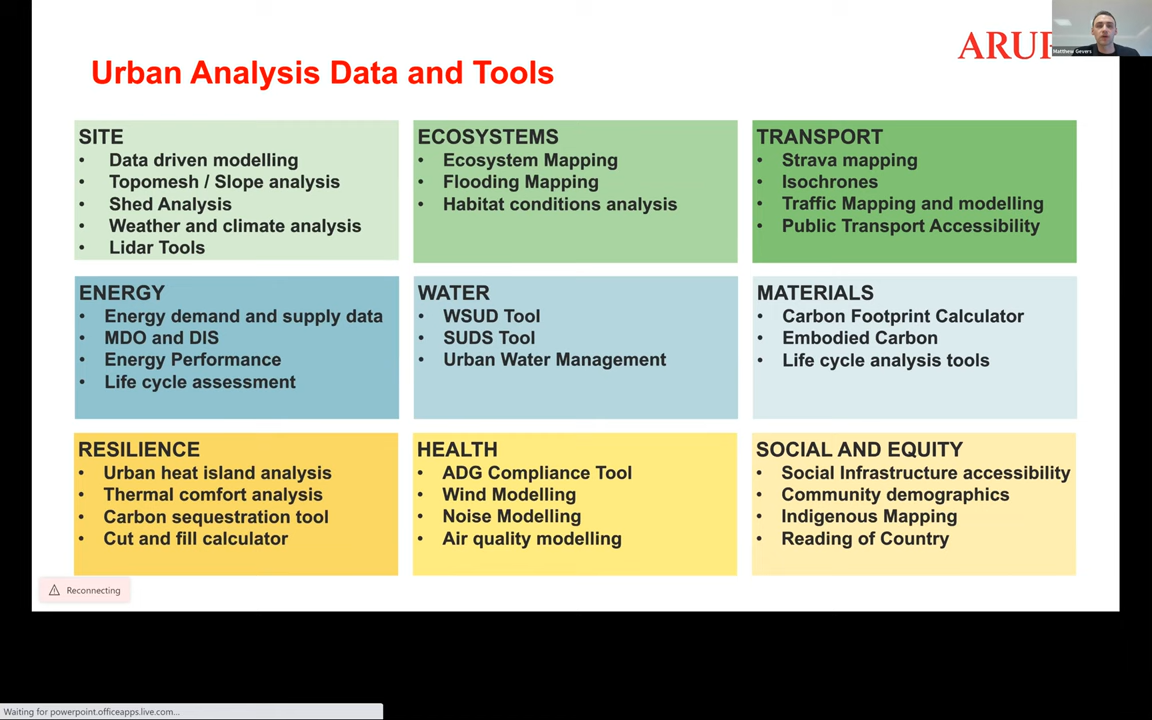 ARUP
Matthew Gevers
Urban Analysis Data and Tools
SITE
• Data driven modelling
• Topomesh / Slope analysis
• Shed Analysis
• Weather and climate analysis
• Lidar Tools
ECOSYSTEMS
• Ecosystem Mapping
• Flooding Mapping
• Habitat conditions analysis
TRANSPORT
• Strava mapping
• Isochrones
• Traffic Mapping and modelling
• Public Transport Accessibility
ENERGY
• Energy demand and supply data
• MDO and DIS
• Energy Performance
• Life cycle assessment
WATER
• WSUD Tool
• SUDS Tool
• Urban Water Management
MATERIALS
• Carbon Footprint Calculator
• Embodied Carbon
• Life cycle analysis tools
RESILIENCE
• Urban heat island analysis
• Thermal comfort analysis
• Carbon sequestration tool
• Cut and fill calculator
HEALTH
• ADG Compliance Tool
• Wind Modelling
• Noise Modelling
• Air quality modelling
SOCIAL AND EQUITY
• Social Infrastructure accessibility
• Community demographics
• Indigenous Mapping
• Reading of Country
Reconnecting
Waiting for powerpoint.officeapps.live.com...